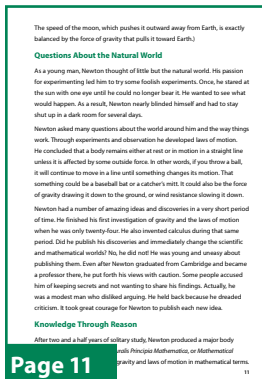 The speed of the moon, which pushes it outward away from Earth, is exactly
balanced by the force of gravity that pulls it toward Earth.)
Questions About the Natural World
As a young man, Newton thought of little but the natural world. His passion
for experimenting led him to try some foolish experiments. Once, he stared at
the sun with one eye until he could no longer bear it. He wanted to see what
would happen. As a result, Newton nearly blinded himself and had to stay
shut up in a dark room for several days.
Newton asked many questions about the world around him and the way things
work. Through experiments and observation he developed laws of motion.
He concluded that a body remains either at rest or in motion in a straight line
unless it is affected by some outside force. In other words, if you throw a ball,
it will continue to move in a line until something changes its motion. That
something could be a baseball bat or a catcher's mitt. It could also be the force
of gravity drawing it down to the ground, or wind resistance slowing it down.
Newton had a number of amazing ideas and discoveries in a very short period
of time. He finished his first investigation of gravity and the laws of motion
when he was only twenty-four. He also invented calculus during that same
period. Did he publish his discoveries and immediately change the scientific
and mathematical worlds? No, he did not! He was young and uneasy about
publishing them. Even after Newton graduated from Cambridge and became
a professor there, he put forth his views with caution. Some people accused
him of keeping secrets and not wanting to share his findings. Actually, he
was a modest man who disliked arguing. He held back because he dreaded
criticism. It took great courage for Newton to publish each new idea.
Knowledge Through Reason
After two and a half years of solitary study, Newton produced a major body
Principia Mathematica, or Mathematical
gravity and laws of motion in mathematical terms.
Page 11
11